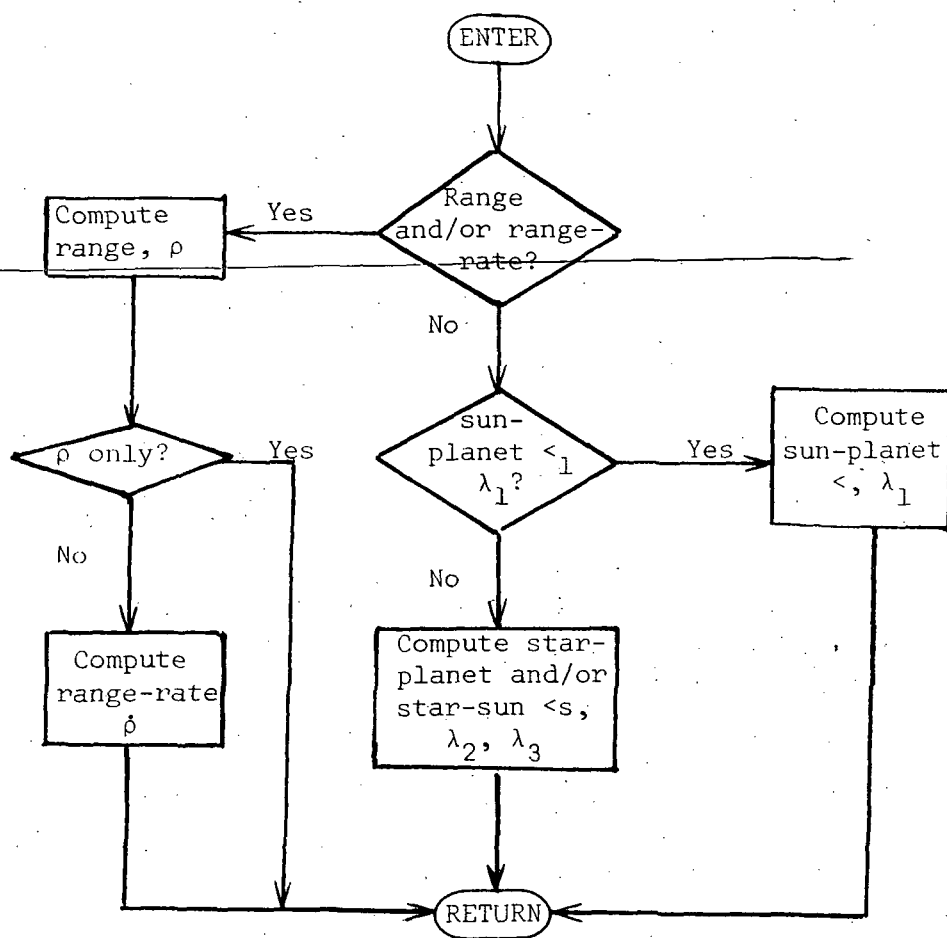 ENTER
Range
and/or range-
rate?
Yes
Compute
range, ρ
No
sun-
planet <₁
λ₁?
Yes
Compute
sun-planet
<, λ₁
ρ only?
Yes
No
No
Compute
range-rate
ρ̇
Compute star-
planet and/or
star-sun <s,
λ₂, λ₃
RETURN